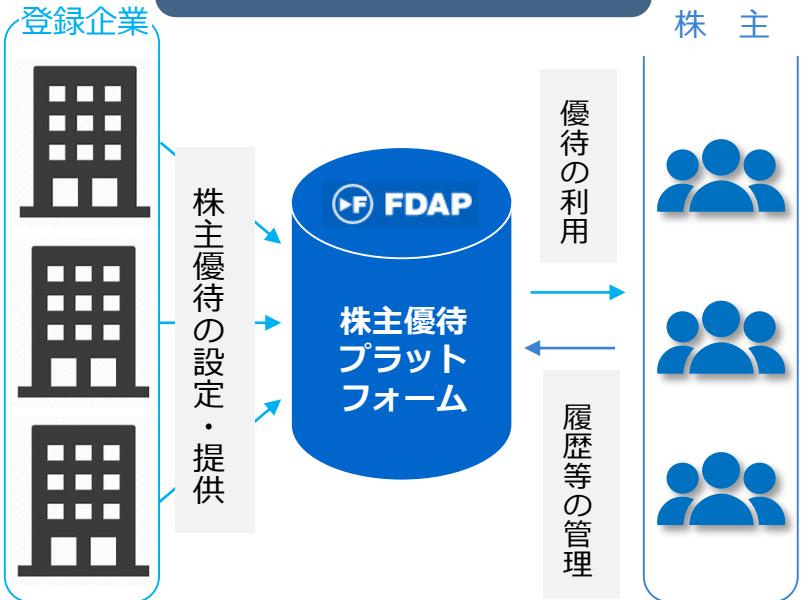 登録企業
株主優待の設定・提供
FDAP
株主優待
プラット
フォーム
優待の利用
履歴等の管理
株　主